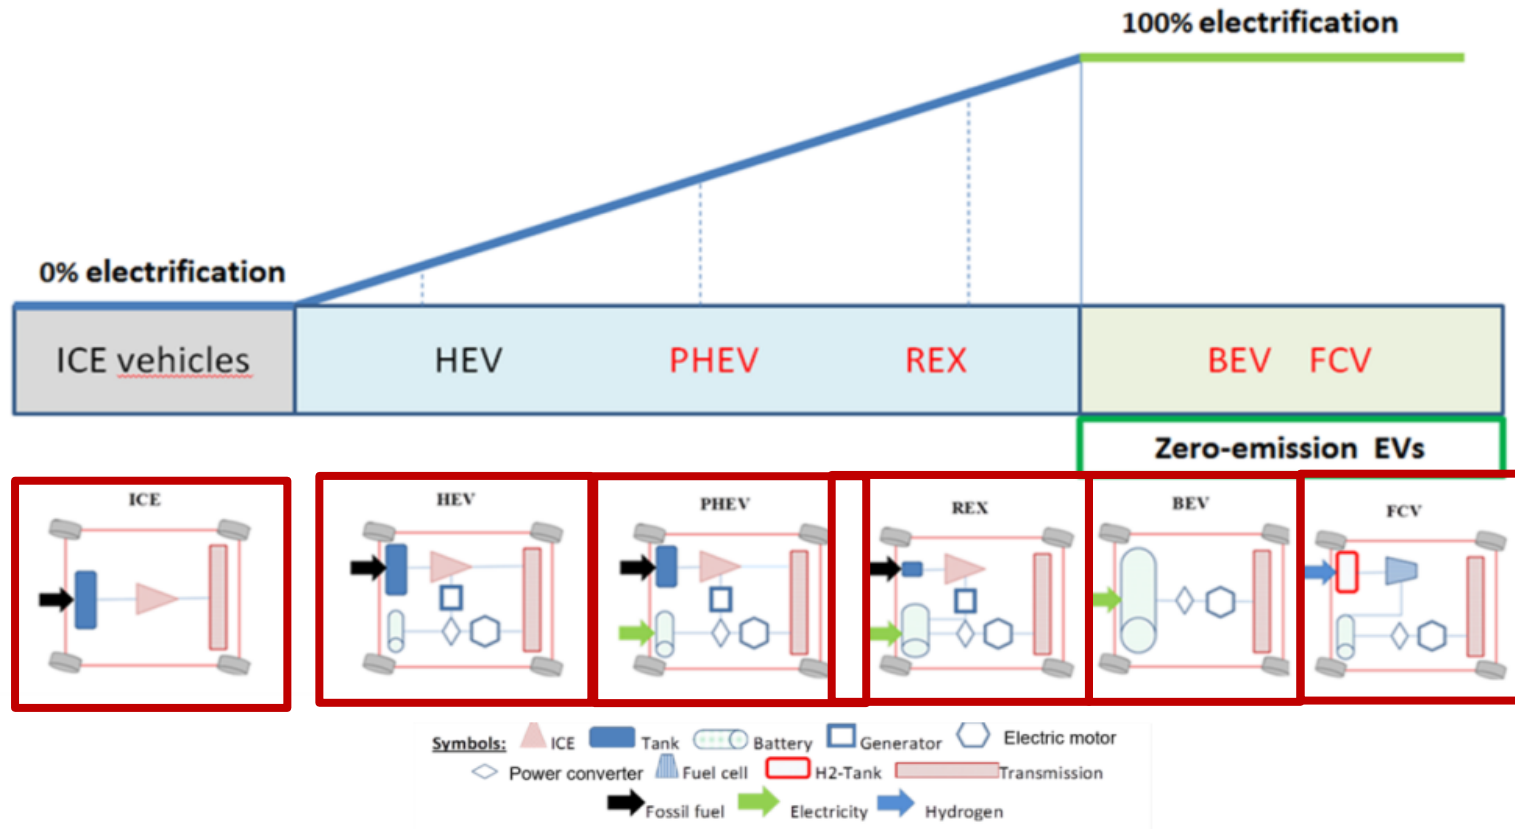 100% electrification
0% electrification
ICE vehicles HEV PHEV REX BEV FCV
Zero-emission EVs
ICE HEV PHEV REX BEV FCV
Symbols: ICE Tank Battery Generator Electric motor
Power converter Fuel cell H2-Tank Transmission
Fossil fuel Electricity Hydrogen